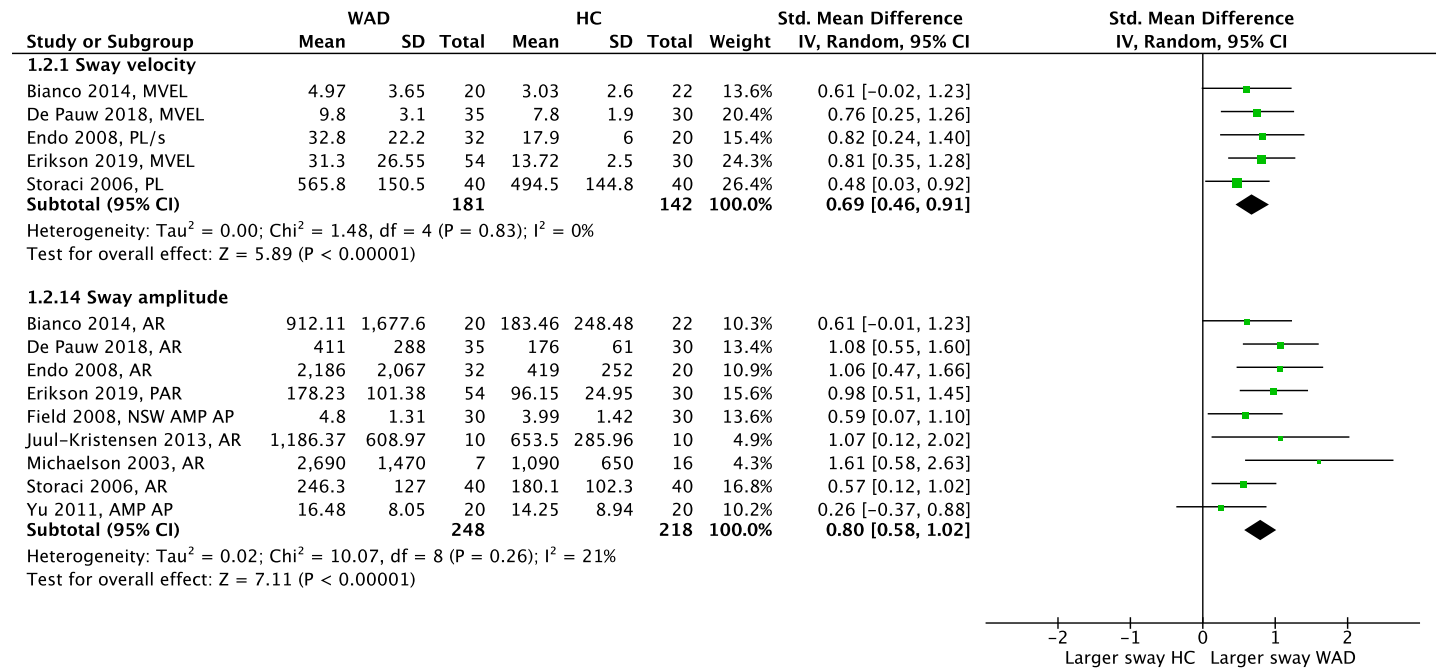 WAD HC Std. Mean Difference Std. Mean Difference
Study or Subgroup Mean SD Total Mean SD Total Weight IV, Random, 95% CI IV, Random, 95% CI
1.2.1 Sway velocity
Bianco 2014, MVEL 4.97 3.65 20 3.03 2.6 22 13.6% 0.61 [−0.02, 1.23]
De Pauw 2018, MVEL 9.8 3.1 35 7.8 1.9 30 20.4% 0.76 [0.25, 1.26]
Endo 2008, PL/s 32.8 22.2 32 17.9 6 20 15.4% 0.82 [0.24, 1.40]
Erikson 2019, MVEL 31.3 26.55 54 13.72 2.5 30 24.3% 0.81 [0.35, 1.28]
Storaci 2006, PL 565.8 150.5 40 494.5 144.8 40 26.4% 0.48 [0.03, 0.92]
Subtotal (95% CI) 181 142 100.0% 0.69 [0.46, 0.91]
Heterogeneity: Tau² = 0.00; Chi² = 1.48, df = 4 (P = 0.83); I² = 0%
Test for overall effect: Z = 5.89 (P < 0.00001)
1.2.14 Sway amplitude
Bianco 2014, AR 912.11 1,677.6 20 183.46 248.48 22 10.3% 0.61 [−0.01, 1.23]
De Pauw 2018, AR 411 288 35 176 61 30 13.4% 1.08 [0.55, 1.60]
Endo 2008, AR 2,186 2,067 32 419 252 20 10.9% 1.06 [0.47, 1.66]
Erikson 2019, PAR 178.23 101.38 54 96.15 24.95 30 15.6% 0.98 [0.51, 1.45]
Field 2008, NSW AMP AP 4.8 1.31 30 3.99 1.42 30 13.6% 0.59 [0.07, 1.10]
Juul−Kristensen 2013, AR 1,186.37 608.97 10 653.5 285.96 10 4.9% 1.07 [0.12, 2.02]
Michaelson 2003, AR 2,690 1,470 7 1,090 650 16 4.3% 1.61 [0.58, 2.63]
Storaci 2006, AR 246.3 127 40 180.1 102.3 40 16.8% 0.57 [0.12, 1.02]
Yu 2011, AMP AP 16.48 8.05 20 14.25 8.94 20 10.2% 0.26 [−0.37, 0.88]
Subtotal (95% CI) 248 218 100.0% 0.80 [0.58, 1.02]
Heterogeneity: Tau² = 0.02; Chi² = 10.07, df = 8 (P = 0.26); I² = 21%
Test for overall effect: Z = 7.11 (P < 0.00001)
−2 −1 0 1 2
Larger sway HC Larger sway WAD